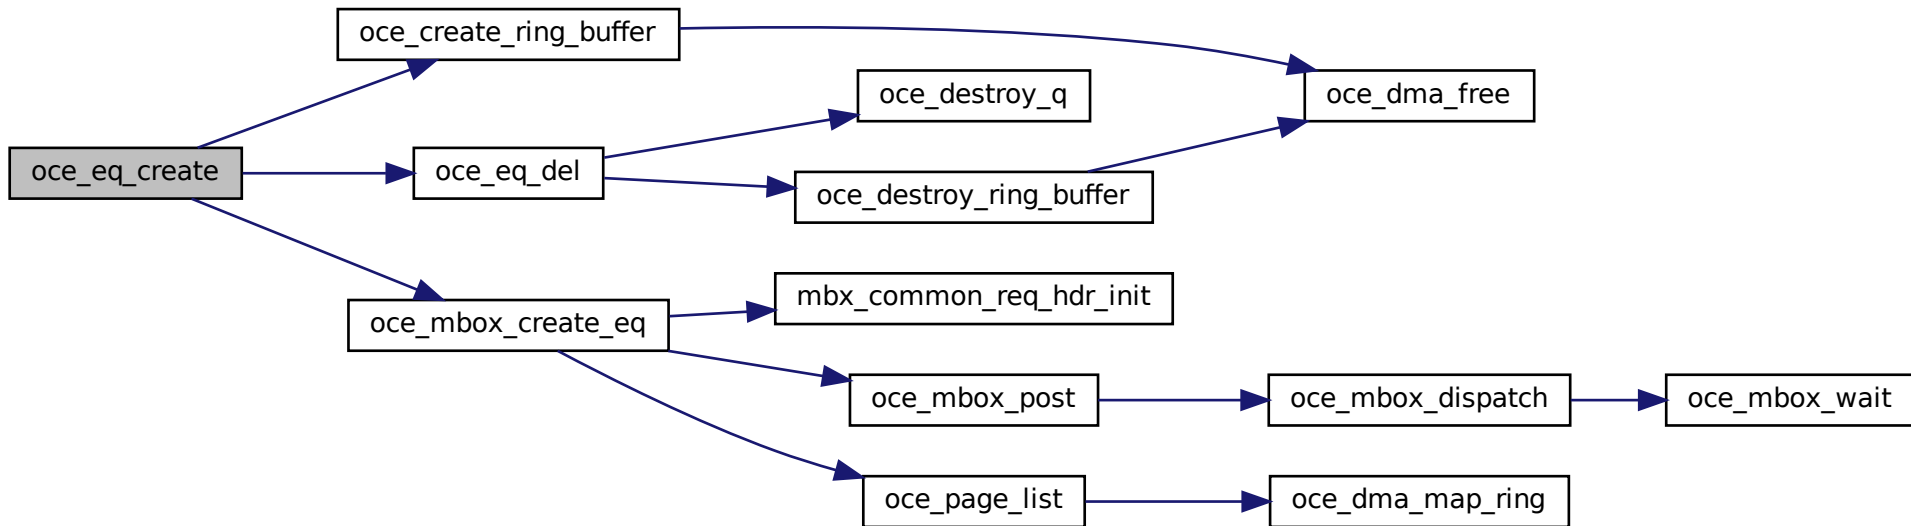 oce_create_ring_buffer
oce_destroy_q
oce_dma_free
oce_eq_create
oce_eq_del
oce_destroy_ring_buffer
mbx_common_req_hdr_init
oce_mbox_create_eq
oce_mbox_post
oce_mbox_dispatch
oce_mbox_wait
oce_page_list
oce_dma_map_ring